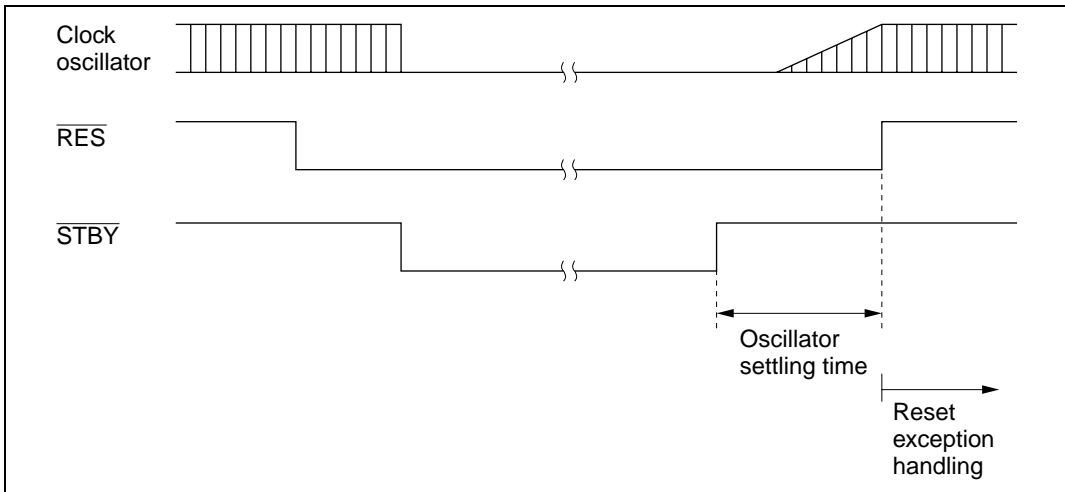 Clock
oscillator
RES
STBY
Oscillator
settling time
Reset
exception
handling